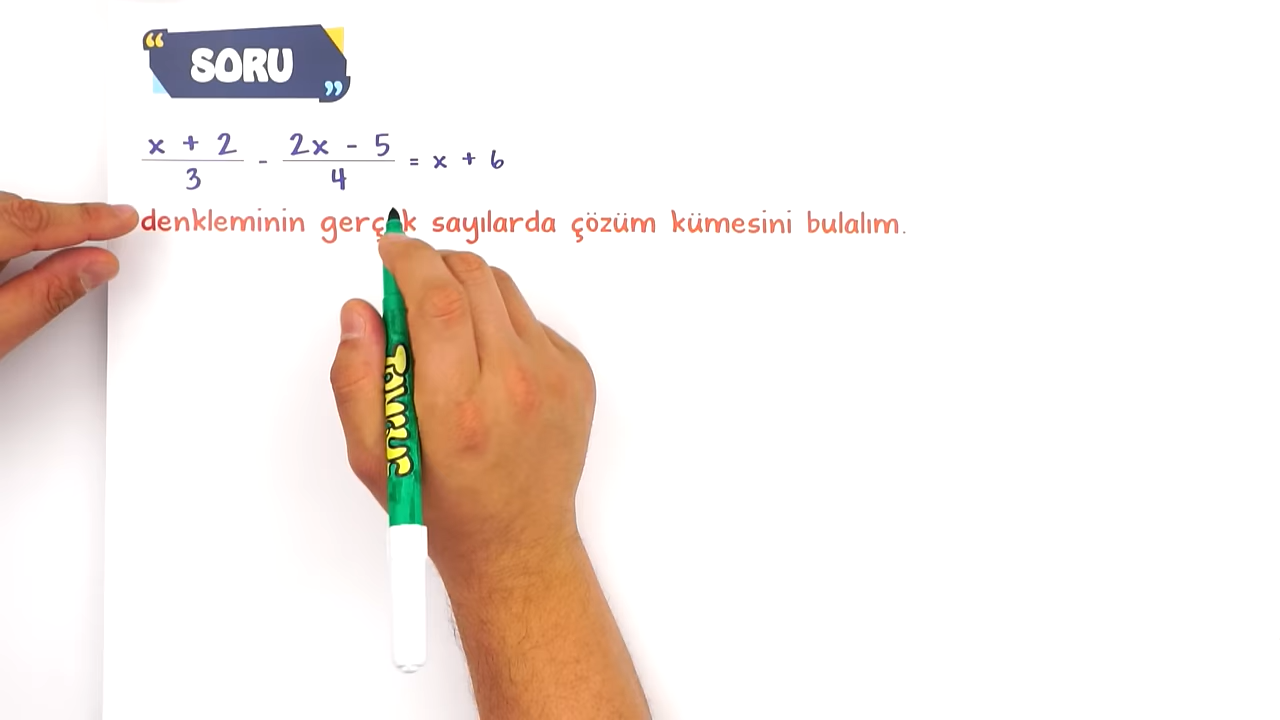 SORU
x + 2 / 3 - 2x - 5 / 4 = x + 6
denkleminin gerçek sayılarda çözüm kümesini bulalım.